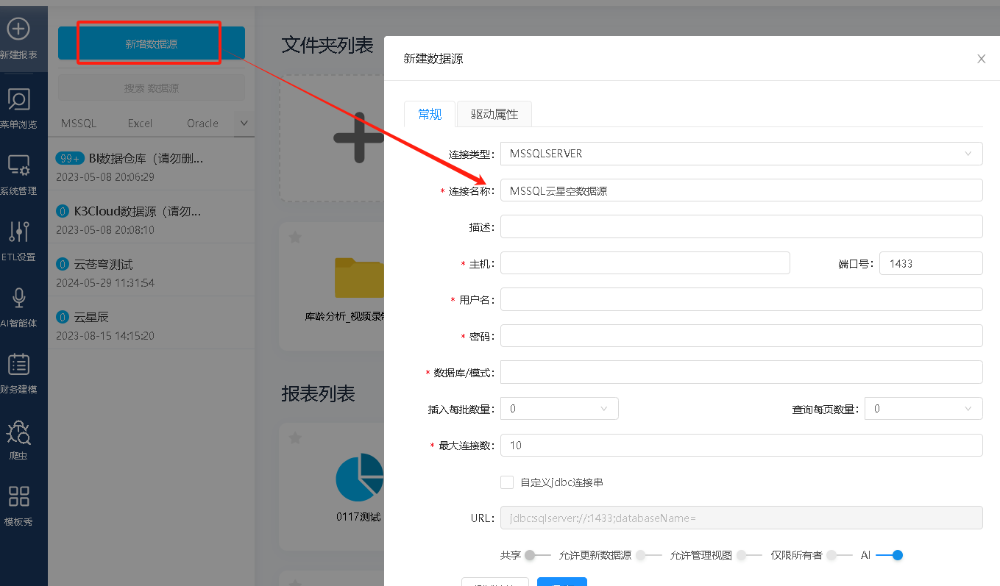 新建报表
菜单浏览
系统管理
ETL设置
AI智能体
财务建模
爬虫
模板秀
新增数据源
搜索 数据源
MSSQL Excel Oracle
99+ BI数据仓库（请勿删...
2023-05-08 20:06:29
0 K3Cloud数据源（请勿...
2023-05-08 20:08:10
0 云苍穹测试
2024-05-29 11:31:54
0 云星辰
2023-08-15 14:15:20
文件夹列表
库龄分析_视频录
报表列表
0117测试
新建数据源
常规 驱动属性
连接类型： MSSQLSERVER
* 连接名称： MSSQL云星空数据源
描述：
* 主机： 端口号： 1433
* 用户名：
* 密码：
* 数据库/模式：
插入每批数量： 0 查询每页数量： 0
* 最大连接数： 10
自定义jdbc连接串
URL： jdbc:sqlserver://:1433;databaseName=
共享 允许更新数据源 允许管理视图 仅限所有者 AI